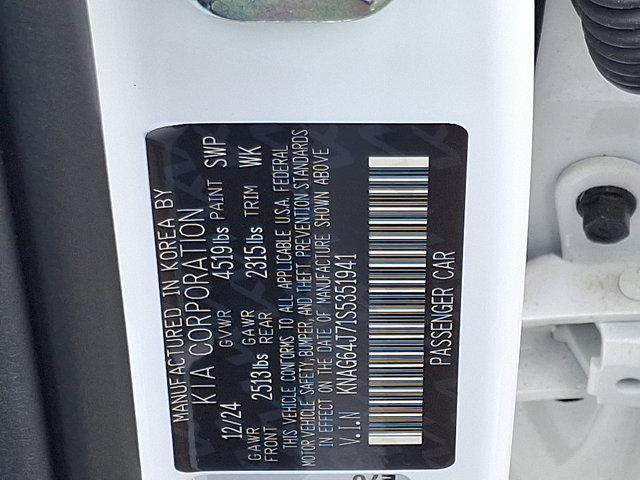 MANUFACTURED IN KOREA BY
KIA CORPORATION
12/24 GVWR 4519lbs PAINT SWP
GAWR FRONT 2513lbs GAWR REAR 2315lbs TRIM WK
THIS VEHICLE CONFORMS TO ALL APPLICABLE U.S.A. FEDERAL
MOTOR VEHICLE SAFETY, BUMPER, AND THEFT PREVENTION STANDARDS
IN EFFECT ON THE DATE OF MANUFACTURE SHOWN ABOVE
V.I.N KNAG64J71S5351941
PASSENGER CAR